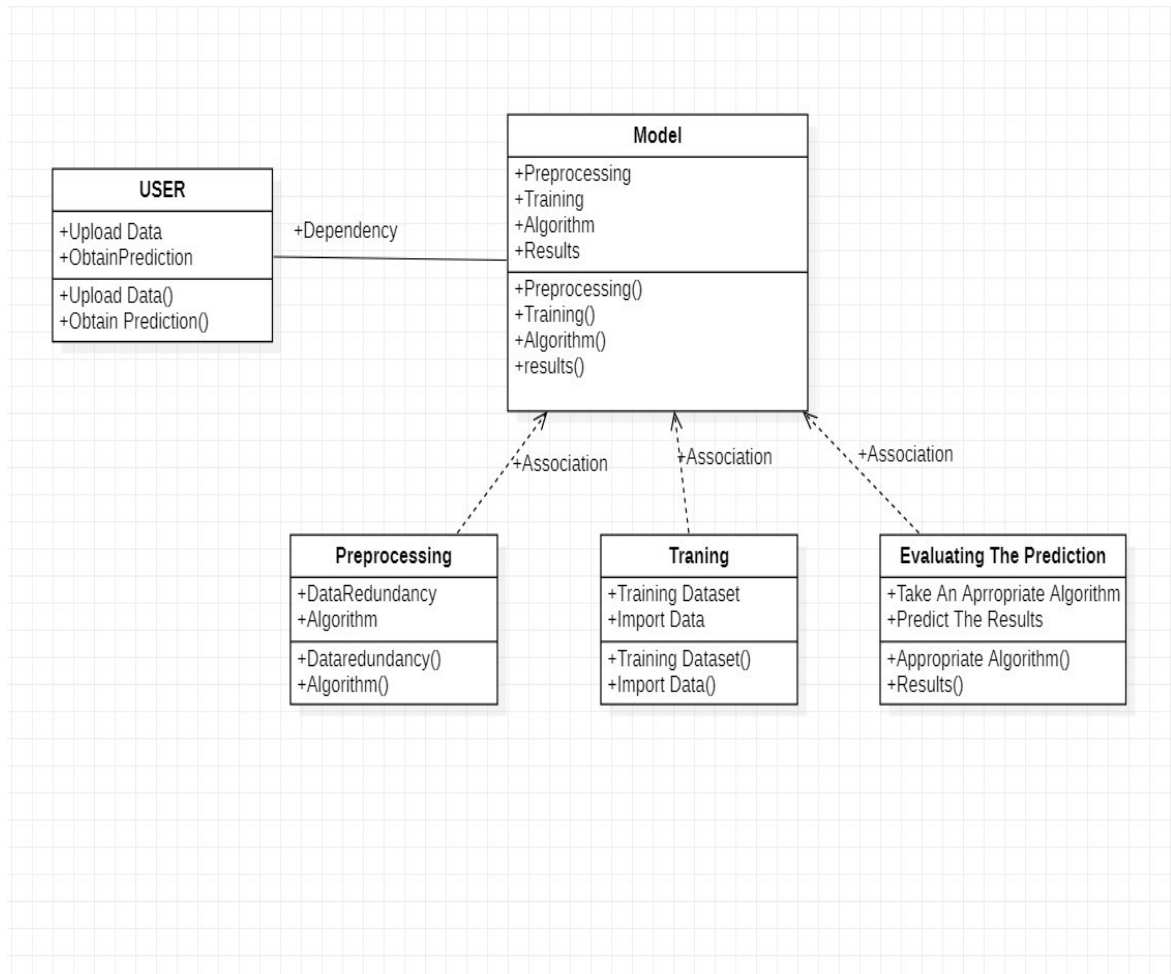 USER
+Upload Data
+ObtainPrediction
+Upload Data()
+Obtain Prediction()
+Dependency
Model
+Preprocessing
+Training
+Algorithm
+Results
+Preprocessing()
+Training()
+Algorithm()
+results()
+Association
+Association
+Association
Preprocessing
+DataRedundancy
+Algorithm
+Dataredundancy()
+Algorithm()
Traning
+Training Dataset
+Import Data
+Training Dataset()
+Import Data()
Evaluating The Prediction
+Take An Aprropriate Algorithm
+Predict The Results
+Appropriate Algorithm()
+Results()